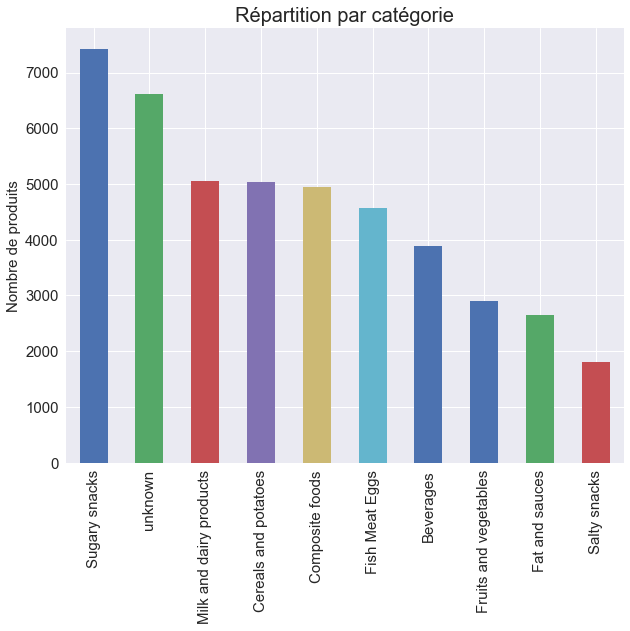 Répartition par catégorie
Nombre de produits
7000
6000
5000
4000
3000
2000
1000
0
Sugary snacks
unknown
Milk and dairy products
Cereals and potatoes
Composite foods
Fish Meat Eggs
Beverages
Fruits and vegetables
Fat and sauces
Salty snacks